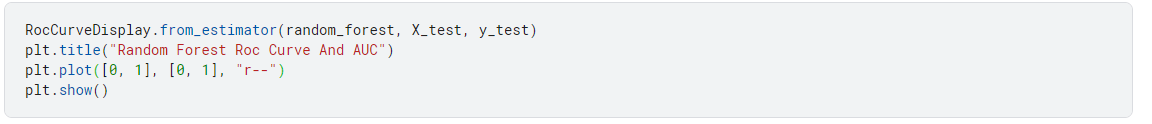 RocCurveDisplay.from_estimator(random_forest, X_test, y_test)
plt.title("Random Forest Roc Curve And AUC")
plt.plot([0, 1], [0, 1], "r--")
plt.show()